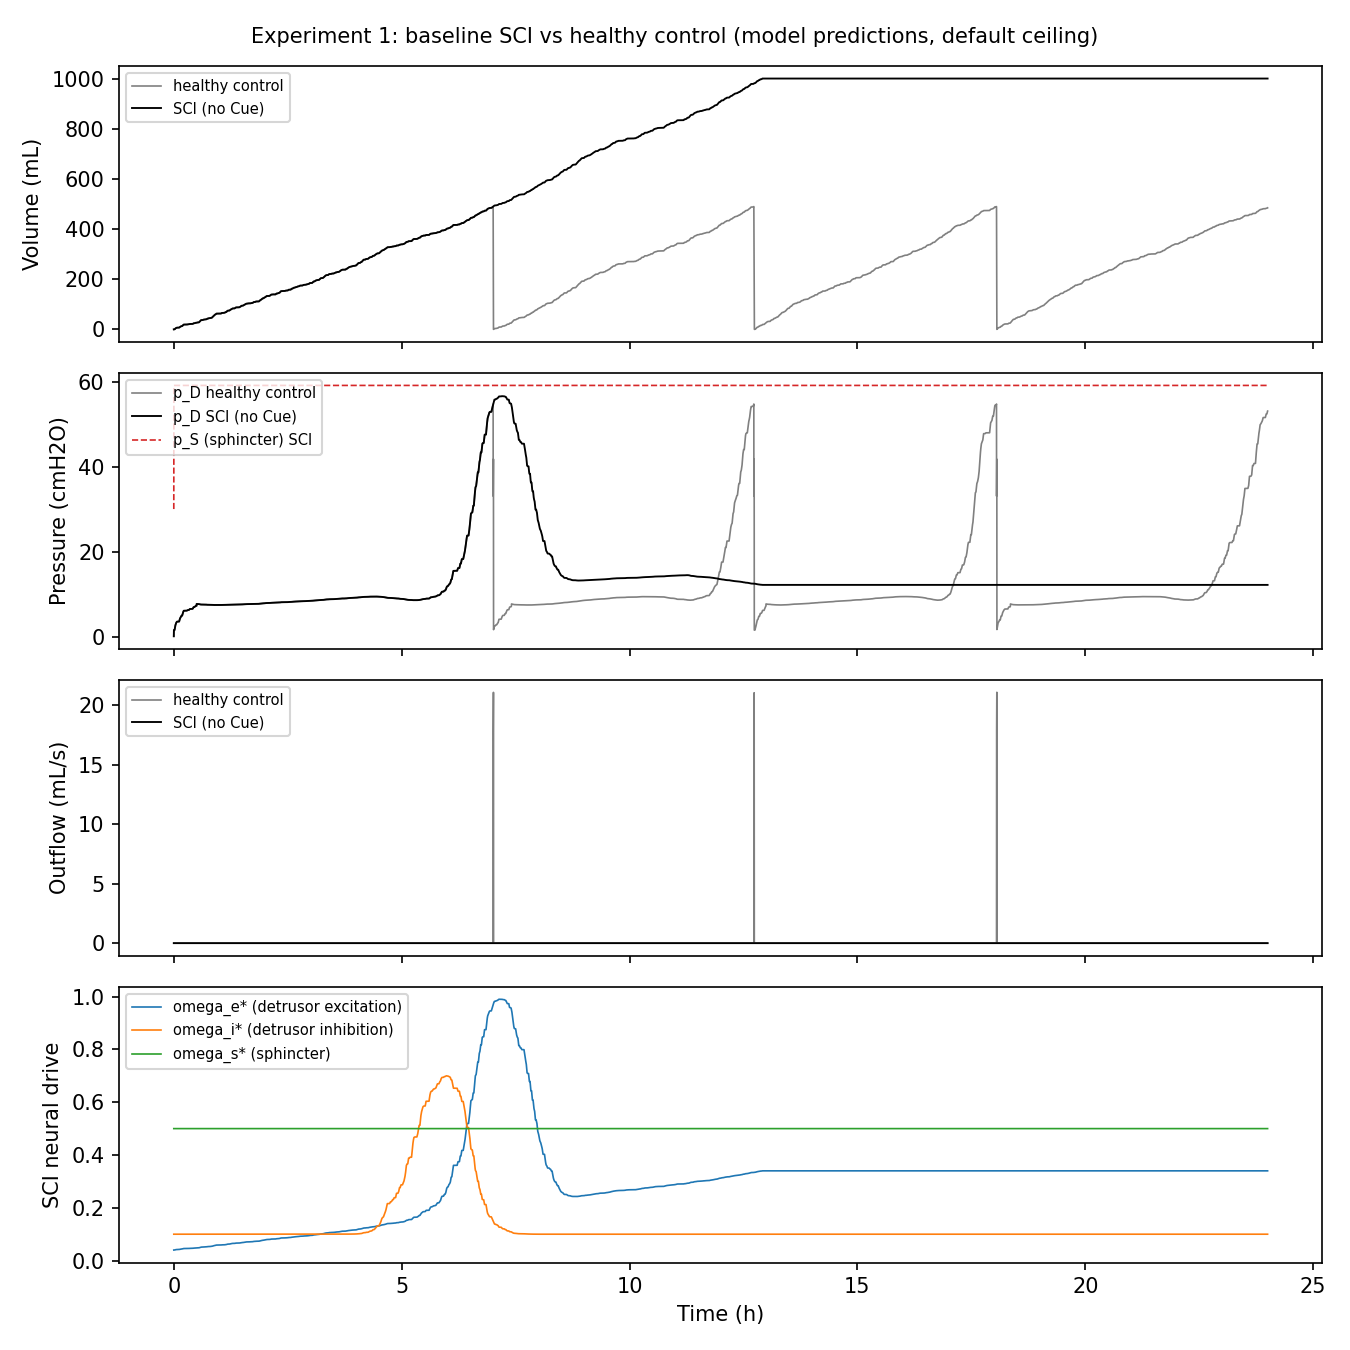 Experiment 1: baseline SCI vs healthy control (model predictions, default ceiling)
Volume (mL)
1000
800
600
400
200
0
healthy control
SCI (no Cue)
Pressure (cmH2O)
60
40
20
0
p_D healthy control
p_D SCI (no Cue)
p_S (sphincter) SCI
Outflow (mL/s)
20
15
10
5
0
healthy control
SCI (no Cue)
SCI neural drive
1.0
0.8
0.6
0.4
0.2
0.0
omega_e* (detrusor excitation)
omega_i* (detrusor inhibition)
omega_s* (sphincter)
0 5 10 15 20 25
Time (h)